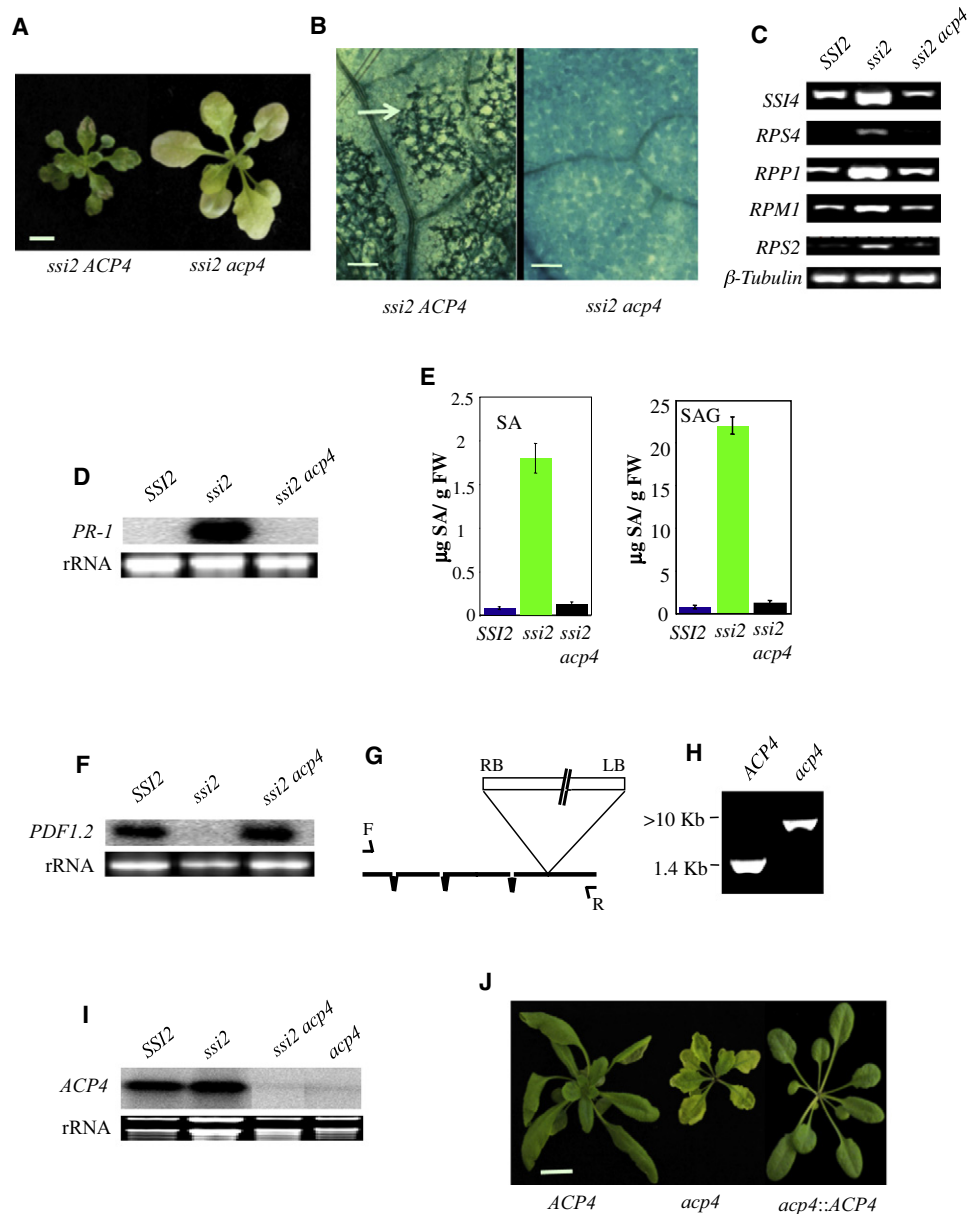 A
ssi2 ACP4
ssi2 acp4
B
ssi2 ACP4
ssi2 acp4
C
SSI2
ssi2
ssi2 acp4
SSI4
RPS4
RPP1
RPM1
RPS2
β-Tubulin
D
SSI2
ssi2
ssi2 acp4
PR-1
rRNA
E
SA
µg SA/ g FW
2.5
2
1.5
1
0.5
0
SSI2
ssi2
ssi2
acp4
SAG
µg SA/ g FW
25
20
15
10
5
0
SSI2
ssi2
ssi2
acp4
F
SSI2
ssi2
ssi2 acp4
PDF1.2
rRNA
G
RB
LB
F
R
H
ACP4
acp4
>10 Kb
1.4 Kb
I
SSI2
ssi2
ssi2 acp4
acp4
ACP4
rRNA
J
ACP4
acp4
acp4::ACP4